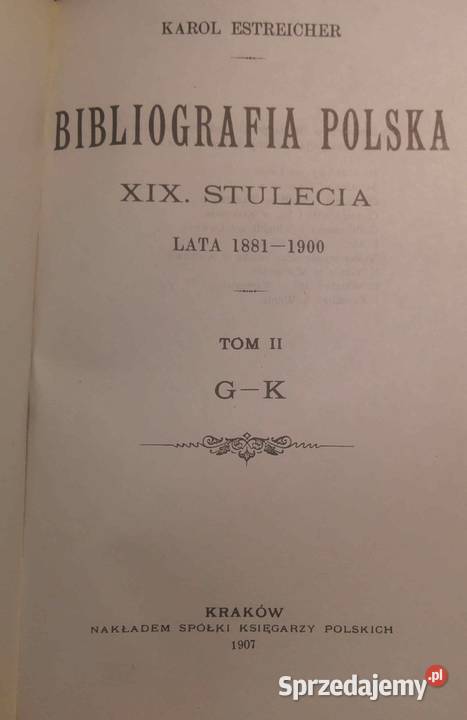 KAROL ESTREICHER
BIBLIOGRAFIA POLSKA
XIX. STULECIA
LATA 1881—1900
TOM II
G—K
KRAKÓW
NAKŁADEM SPÓŁKI KSIĘGARZY POLSKICH
1907
Sprzedajemy.pl